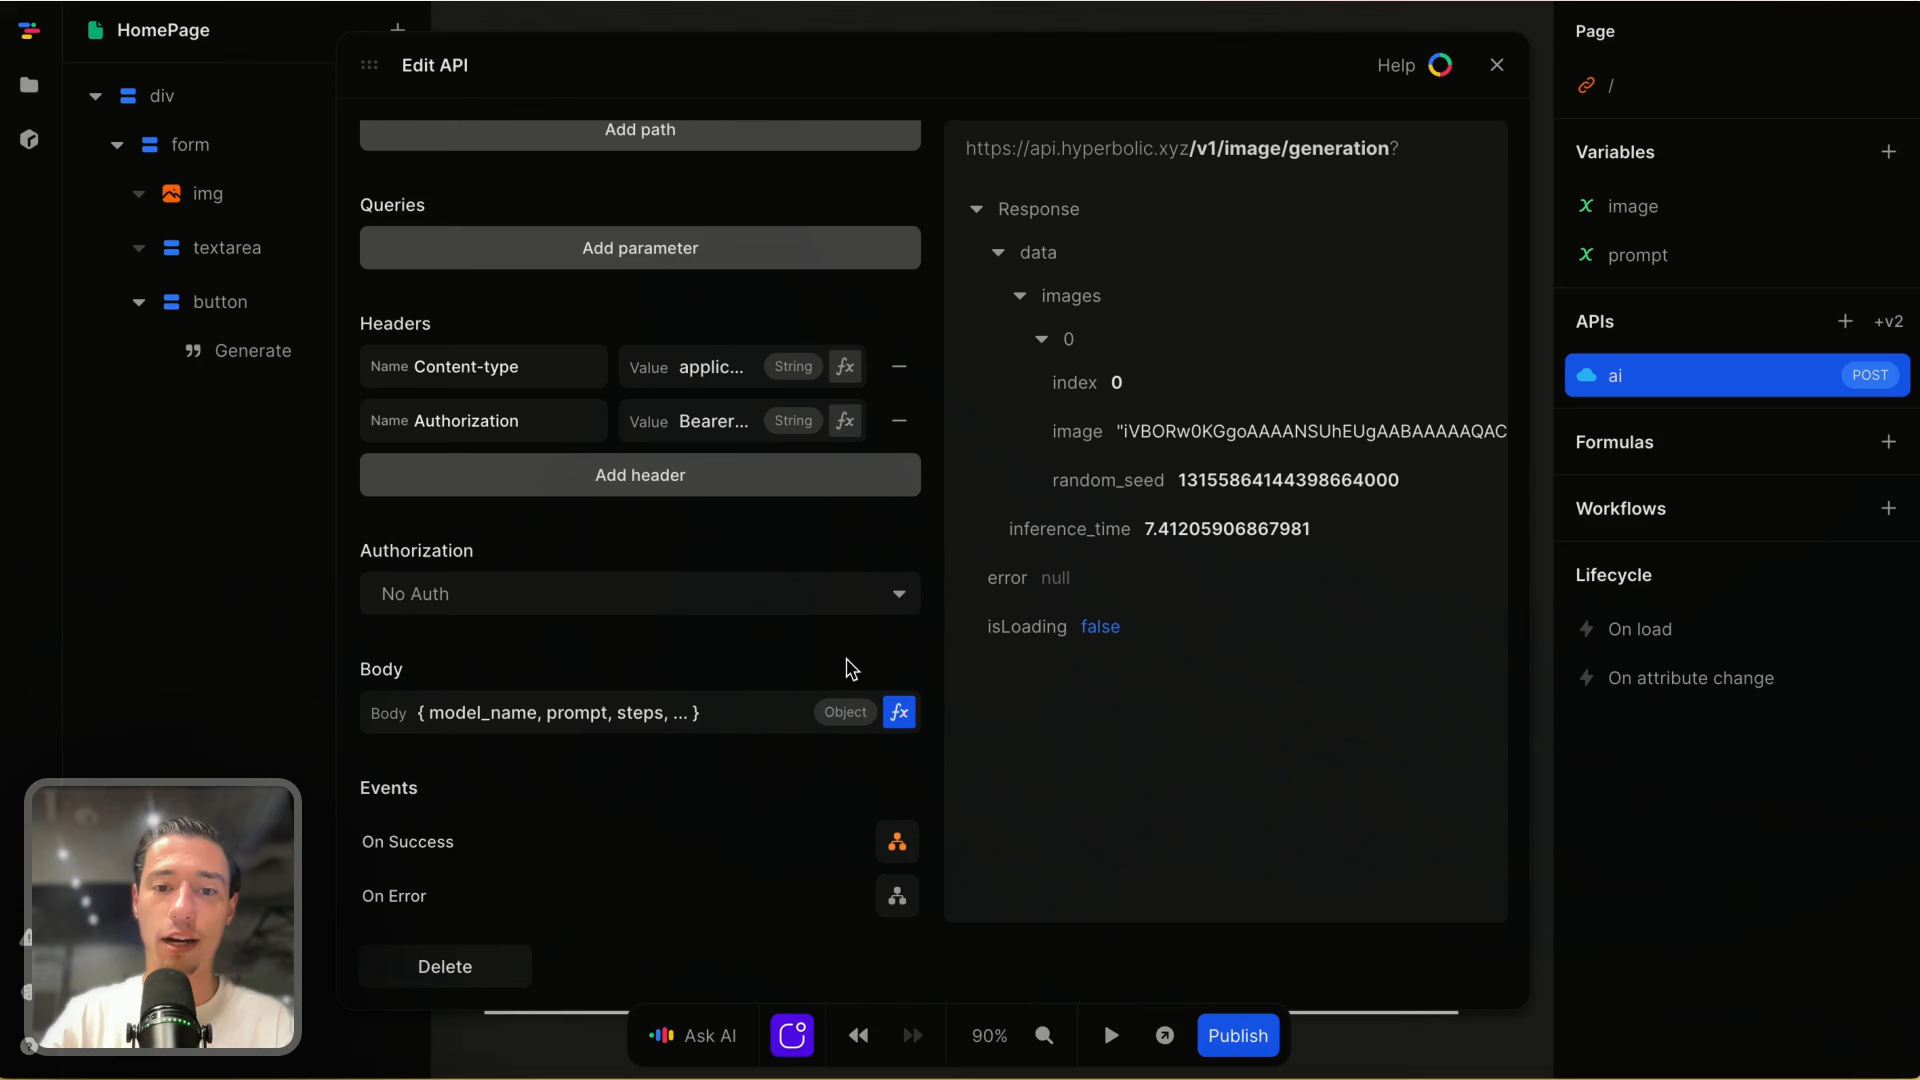 HomePage
div
form
img
textarea
button
Generate
Edit API
Help
Add path
Queries
Add parameter
Headers
Name Content-type Value applic... String fx
Name Authorization Value Bearer... String fx
Add header
Authorization
No Auth
Body
Body { model_name, prompt, steps, ... } Object fx
Events
On Success
On Error
Delete
https://api.hyperbolic.xyz/v1/image/generation?
Response
data
images
0
index 0
image "iVBORw0KGgoAAAANSUhEUgAABAAAAAQAC
random_seed 13155864144398664000
inference_time 7.41205906867981
error null
isLoading false
Page
/
Variables
image
prompt
APIs +v2
ai POST
Formulas
Workflows
Lifecycle
On load
On attribute change
Ask AI 90% Publish